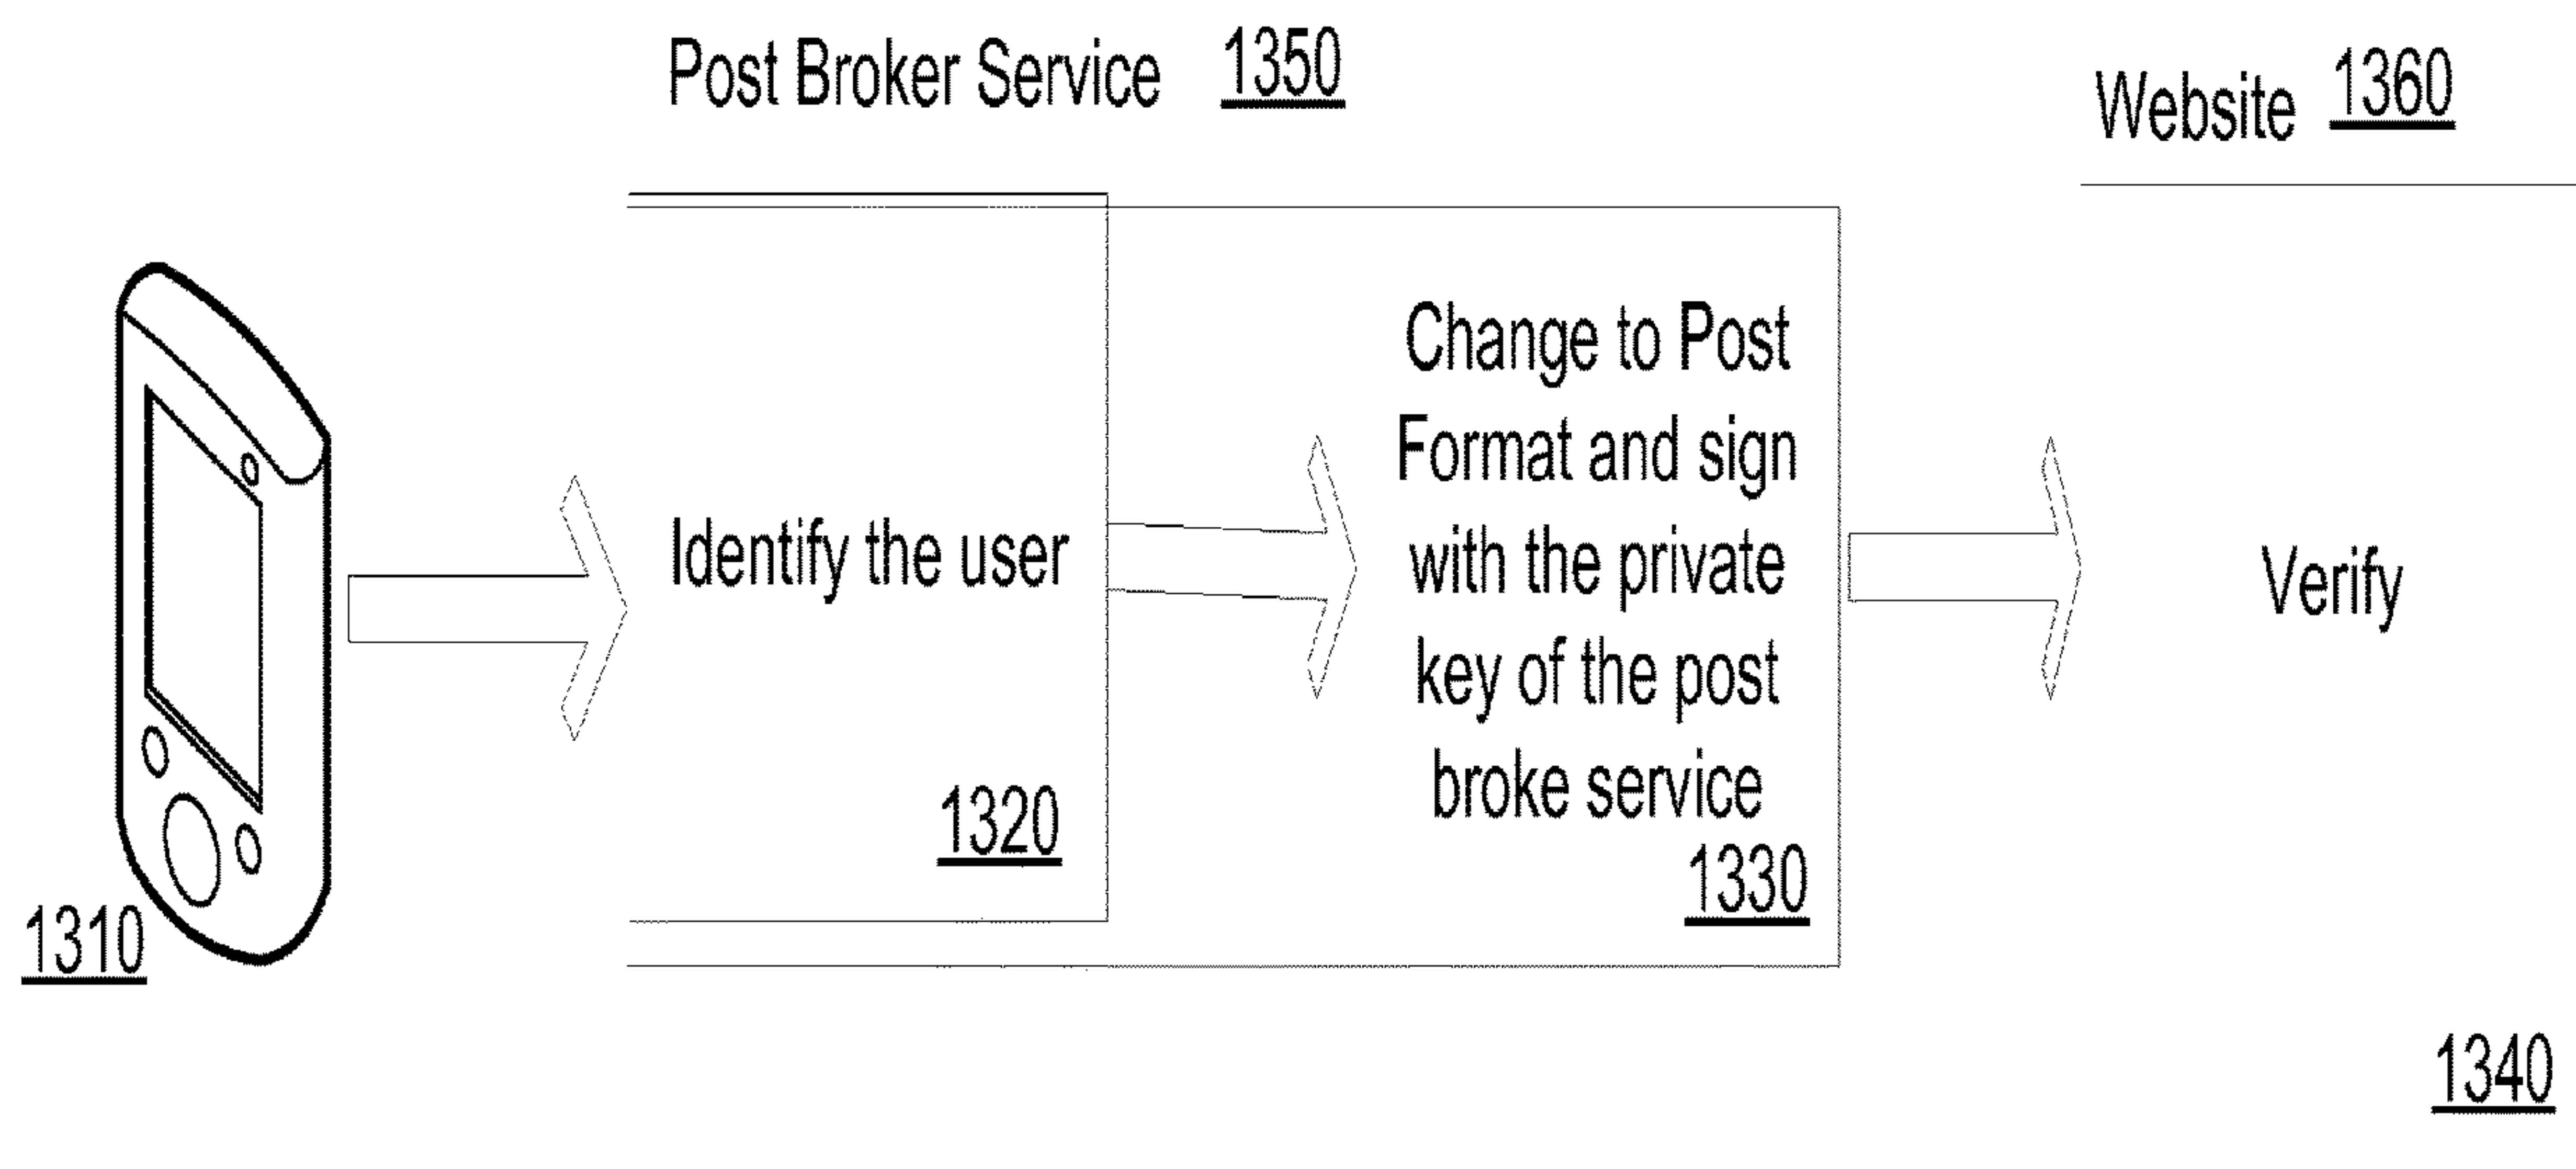 Post Broker Service 1350
Website 1360
Identify the user
1320
Change to Post
Format and sign
with the private
key of the post
broke service
1330
Verify
1310
1340